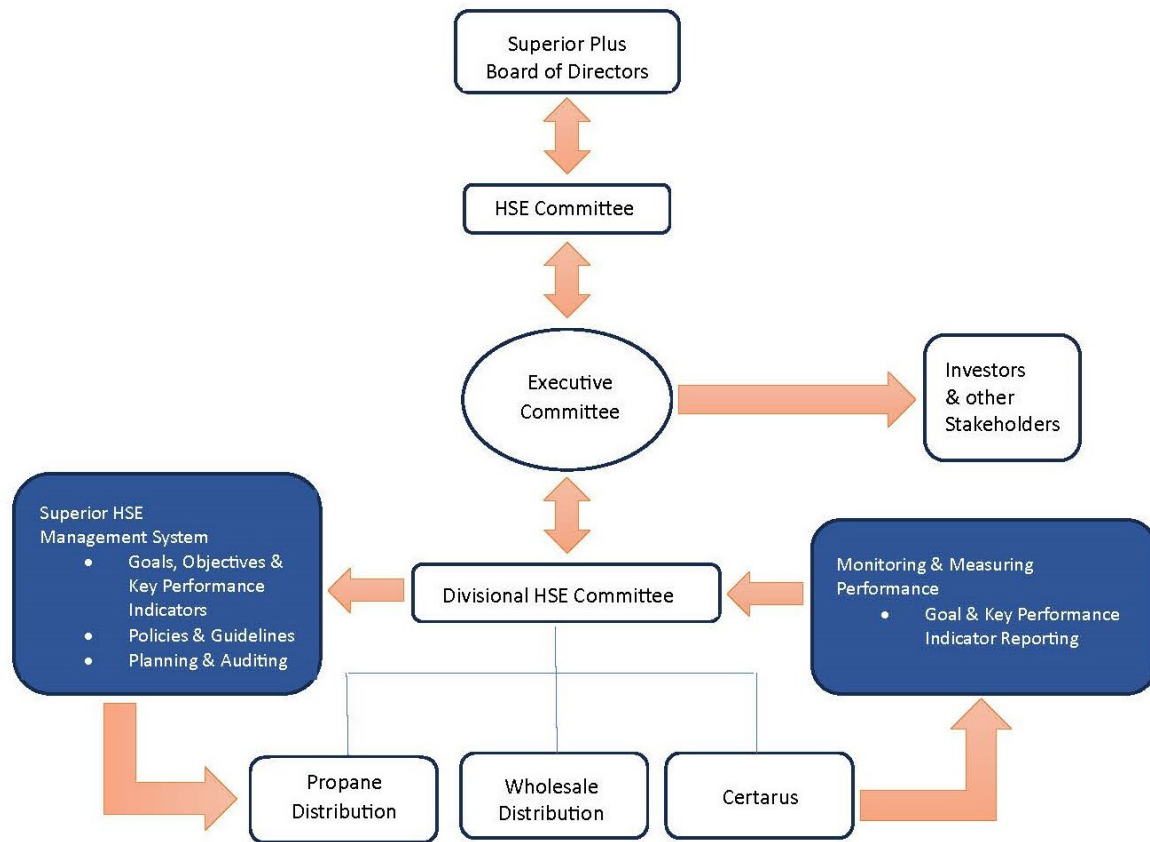 Superior Plus
Board of Directors
HSE Committee
Executive
Committee
Investors
& other
Stakeholders
Superior HSE
Management System
• Goals, Objectives &
Key Performance
Indicators
• Policies & Guidelines
• Planning & Auditing
Divisional HSE Committee
Monitoring & Measuring
Performance
• Goal & Key Performance
Indicator Reporting
Propane
Distribution
Wholesale
Distribution
Certarus